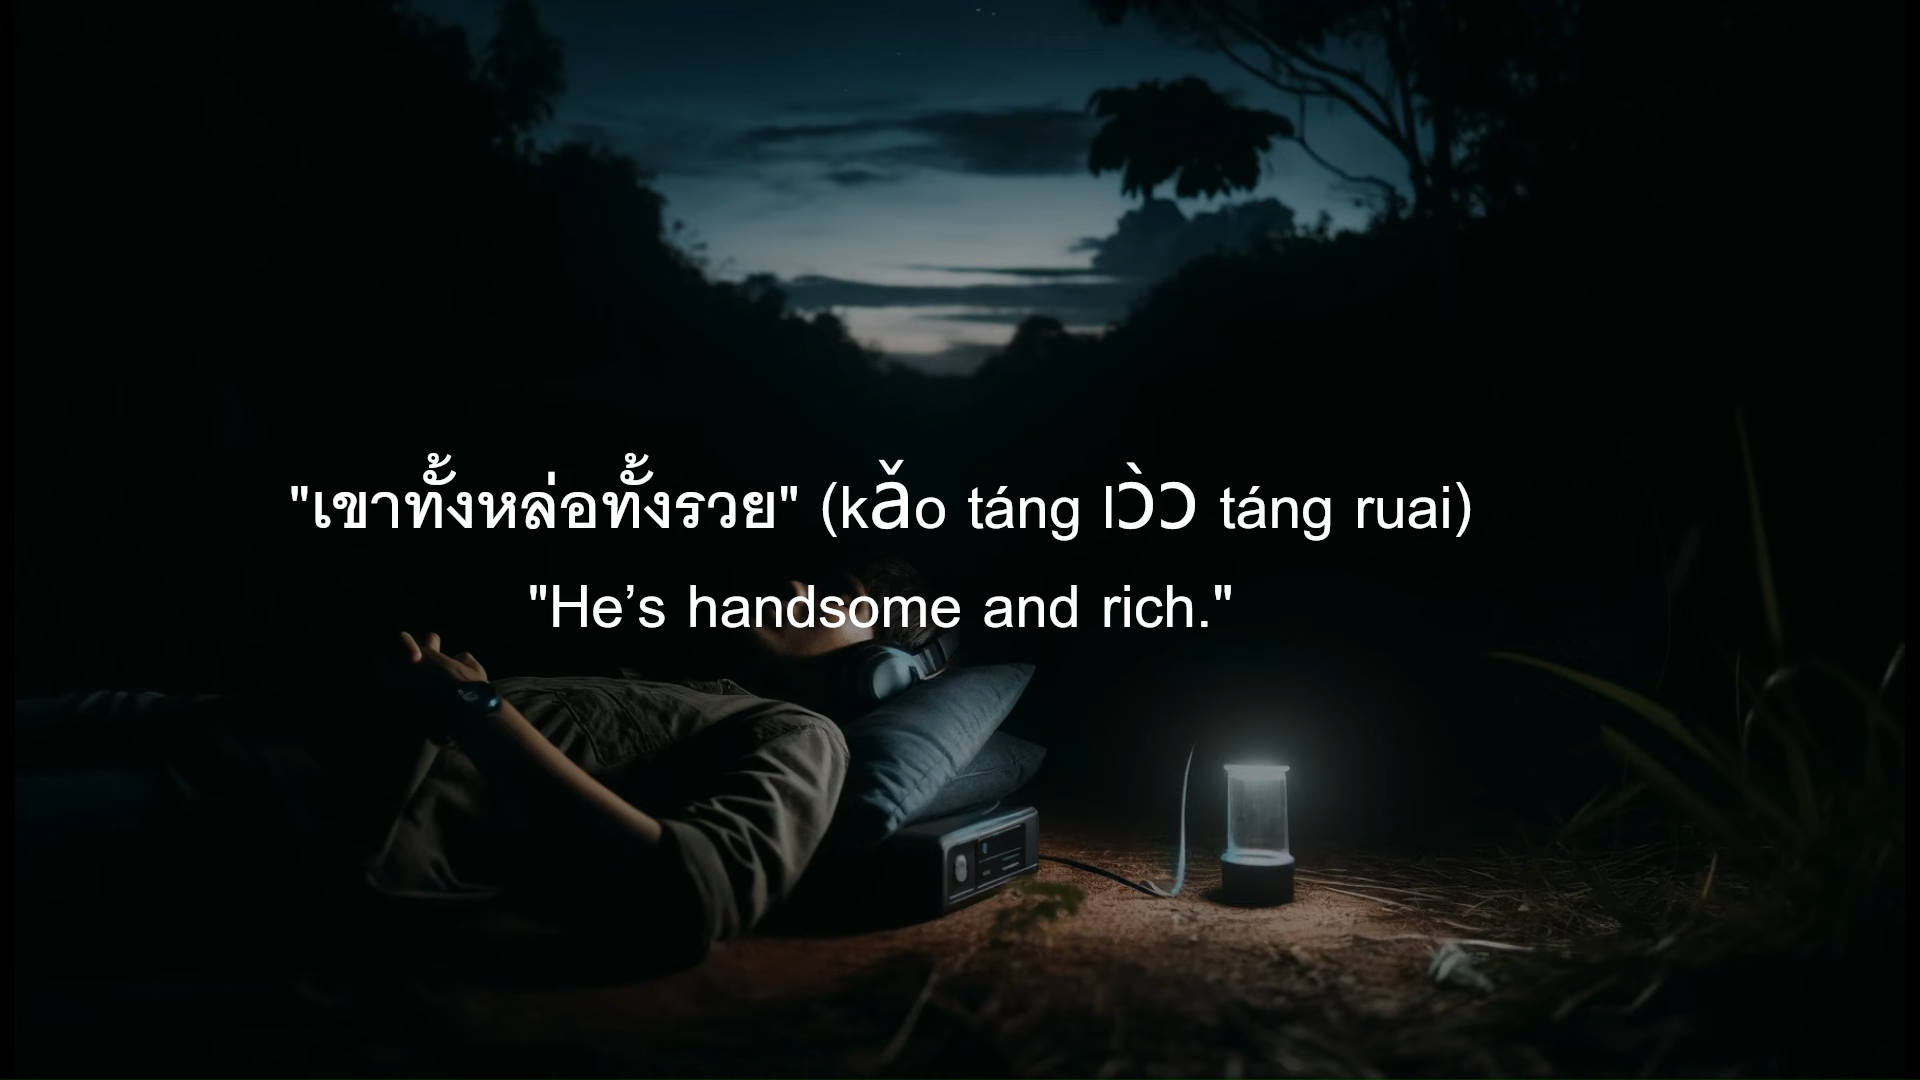 "เขาทั้งหล่อทั้งรวย" (kǎo táng lɔ̀ɔ táng ruai)
"He’s handsome and rich."